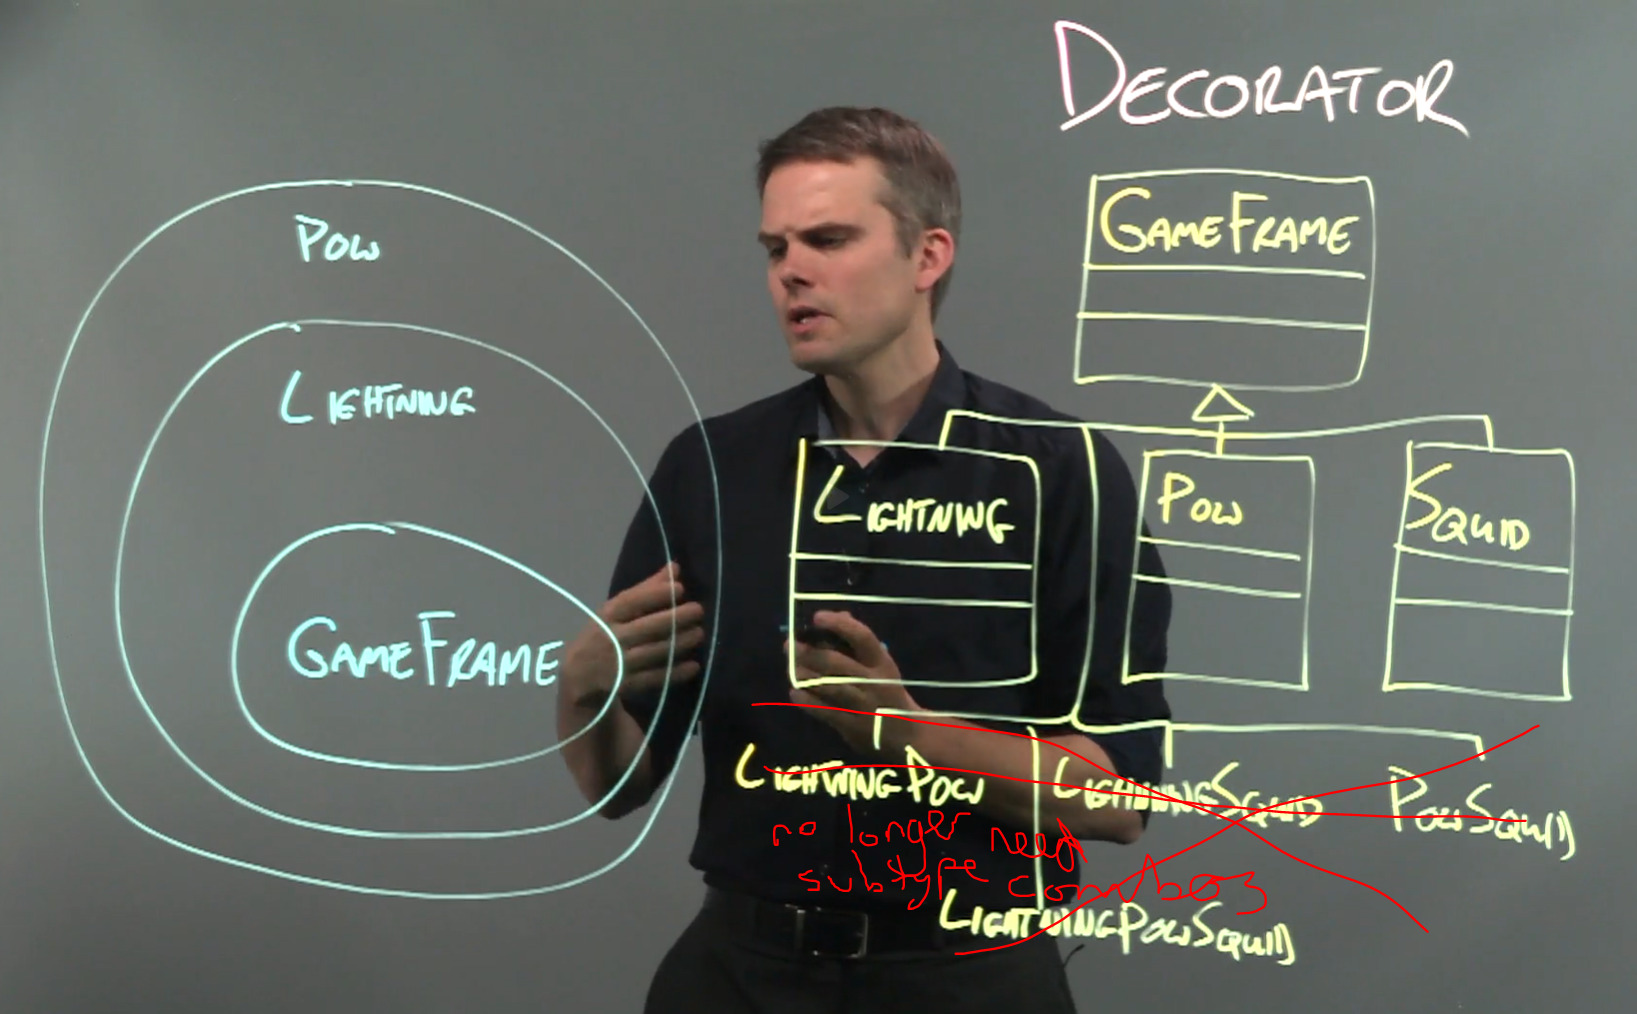 DECORATOR
POW
LIGHTNING
GAMEFRAME
GAMEFRAME
LIGHTNING
POW
SQUID
LIGHTNINGPOW
LIGHTNINGSQUID
POWSQUID
no longer need
subtype combos
LIGHTNINGPOWSQUID